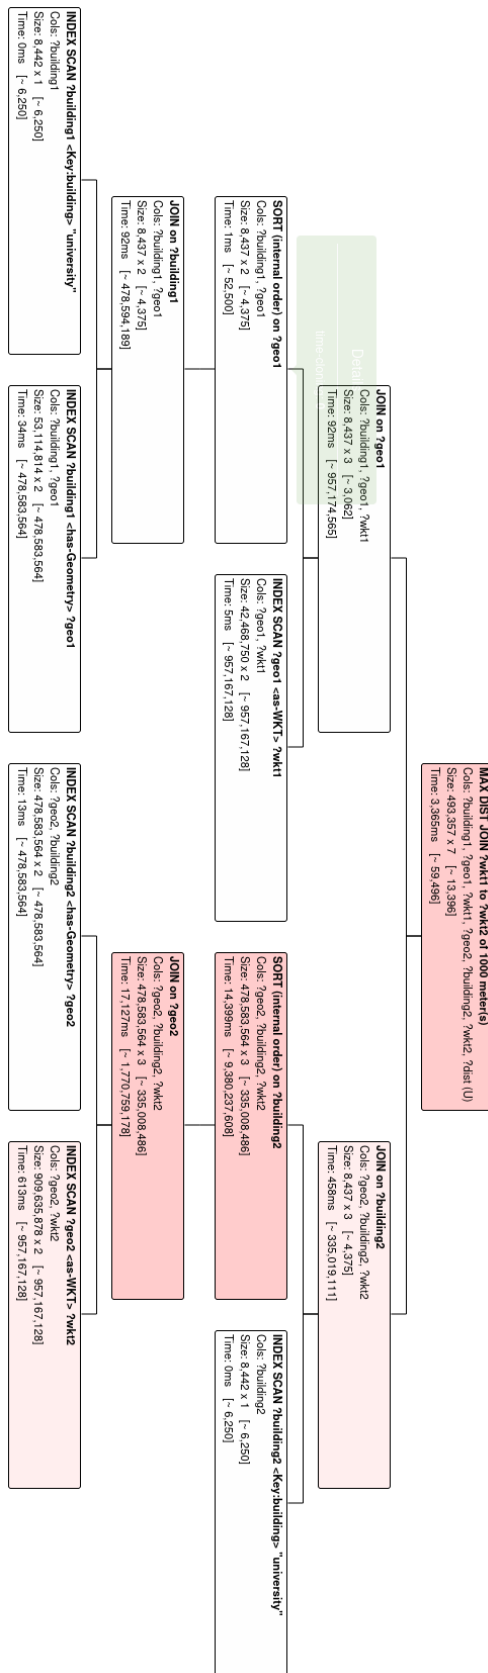 MAX DIST JOIN ?wkt1 to ?wkt2 of 1000 meter(s)
Cols: ?building1, ?geo1, ?wkt1, ?geo2, ?building2, ?wkt2, ?dist (U)
Size: 493,357 x 7 [~ 13,396]
Time: 3,365ms [~ 59,496]
JOIN on ?geo1
Cols: ?building1, ?geo1, ?wkt1
Size: 8,437 x 3 [~ 3,062]
Time: 92ms [~ 957,174,565]
JOIN on ?building2
Cols: ?geo2, ?building2, ?wkt2
Size: 8,437 x 3 [~ 4,375]
Time: 458ms [~ 335,019,111]
SORT (internal order) on ?geo1
Cols: ?building1, ?geo1
Size: 8,437 x 2 [~ 4,375]
Time: 1ms [~ 52,500]
INDEX SCAN ?geo1 <as-WKT> ?wkt1
Cols: ?geo1, ?wkt1
Size: 42,468,750 x 2 [~ 957,167,128]
Time: 5ms [~ 957,167,128]
SORT (internal order) on ?building2
Cols: ?geo2, ?building2, ?wkt2
Size: 478,583,564 x 3 [~ 335,008,486]
Time: 14,399ms [~ 9,380,237,608]
INDEX SCAN ?building2 <Key:building> "university"
Cols: ?building2
Size: 8,442 x 1 [~ 6,250]
Time: 0ms [~ 6,250]
JOIN on ?building1
Cols: ?building1, ?geo1
Size: 8,437 x 2 [~ 4,375]
Time: 92ms [~ 478,594,189]
JOIN on ?geo2
Cols: ?geo2, ?building2, ?wkt2
Size: 478,583,564 x 3 [~ 335,008,486]
Time: 17,127ms [~ 1,770,759,178]
INDEX SCAN ?building1 <Key:building> "university"
Cols: ?building1
Size: 8,442 x 1 [~ 6,250]
Time: 0ms [~ 6,250]
INDEX SCAN ?building1 <has-Geometry> ?geo1
Cols: ?building1, ?geo1
Size: 53,114,814 x 2 [~ 478,583,564]
Time: 34ms [~ 478,583,564]
INDEX SCAN ?building2 <has-Geometry> ?geo2
Cols: ?geo2, ?building2
Size: 478,583,564 x 2 [~ 478,583,564]
Time: 13ms [~ 478,583,564]
INDEX SCAN ?geo2 <as-WKT> ?wkt2
Cols: ?geo2, ?wkt2
Size: 909,635,878 x 2 [~ 957,167,128]
Time: 613ms [~ 957,167,128]